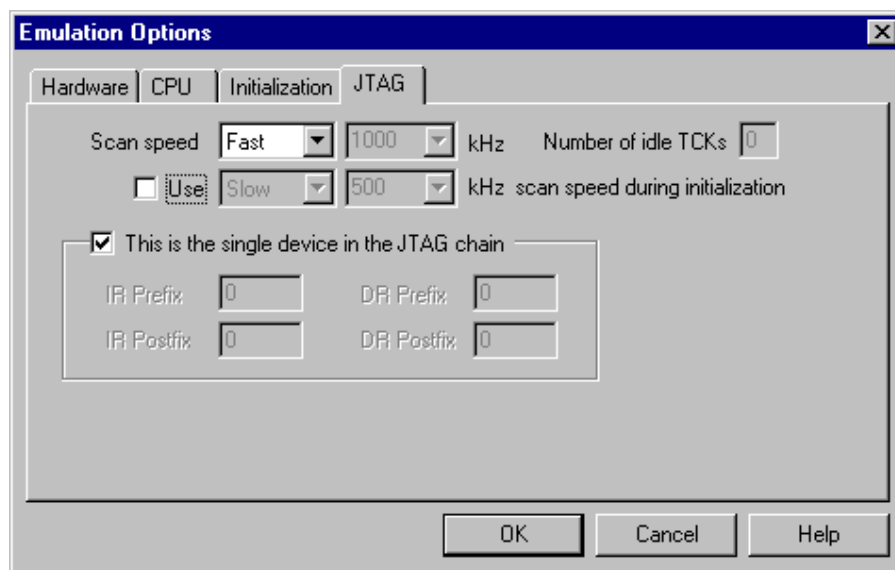 Emulation Options
Hardware CPU Initialization JTAG
Scan speed Fast 1000 kHz Number of idle TCKs 0
Use Slow 500 kHz scan speed during initialization
This is the single device in the JTAG chain
IR Prefix 0 DR Prefix 0
IR Postfix 0 DR Postfix 0
OK Cancel Help